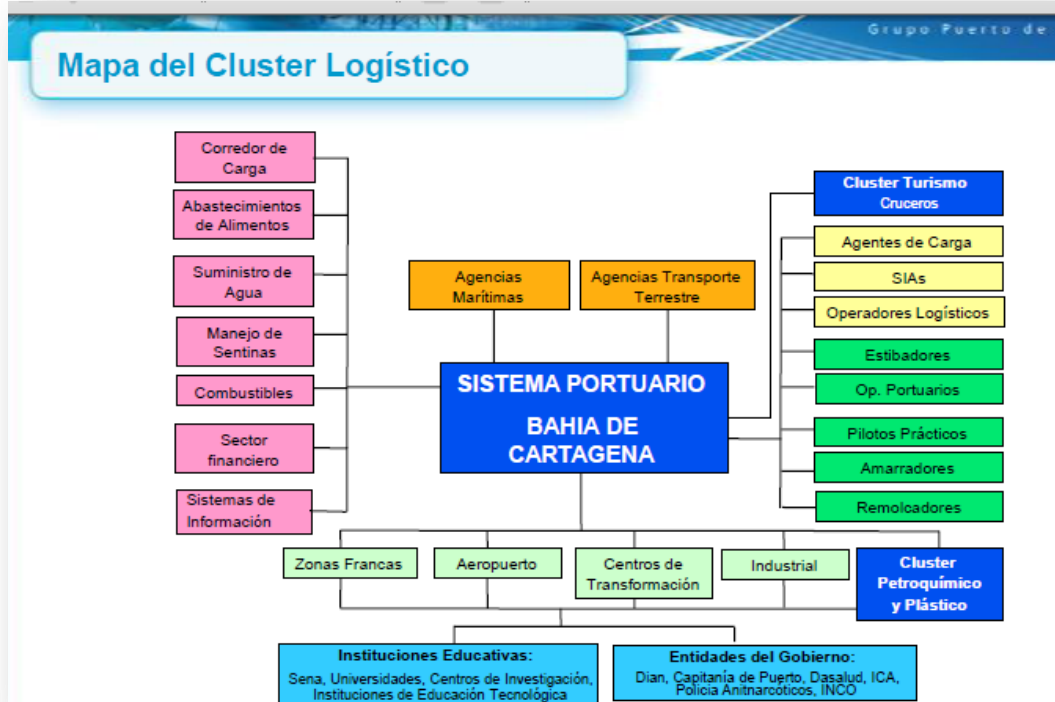 Grupo Puerto de
Mapa del Cluster Logístico
Corredor de
Carga
Abastecimientos
de Alimentos
Suministro de
Agua
Manejo de
Sentinas
Combustibles
Sector
financiero
Sistemas de
Información
Agencias
Marítimas
Agencias Transporte
Terrestre
SISTEMA PORTUARIO
BAHIA DE
CARTAGENA
Cluster Turismo
Cruceros
Agentes de Carga
SIAs
Operadores Logísticos
Estibadores
Op. Portuarios
Pilotos Prácticos
Amarradores
Remolcadores
Zonas Francas
Aeropuerto
Centros de
Transformación
Industrial
Cluster
Petroquímico
y Plástico
Instituciones Educativas:
Sena, Universidades, Centros de Investigación,
Instituciones de Educación Tecnológica
Entidades del Gobierno:
Dian, Capitanía de Puerto, Dasalud, ICA,
Policia Anitnarcóticos, INCO